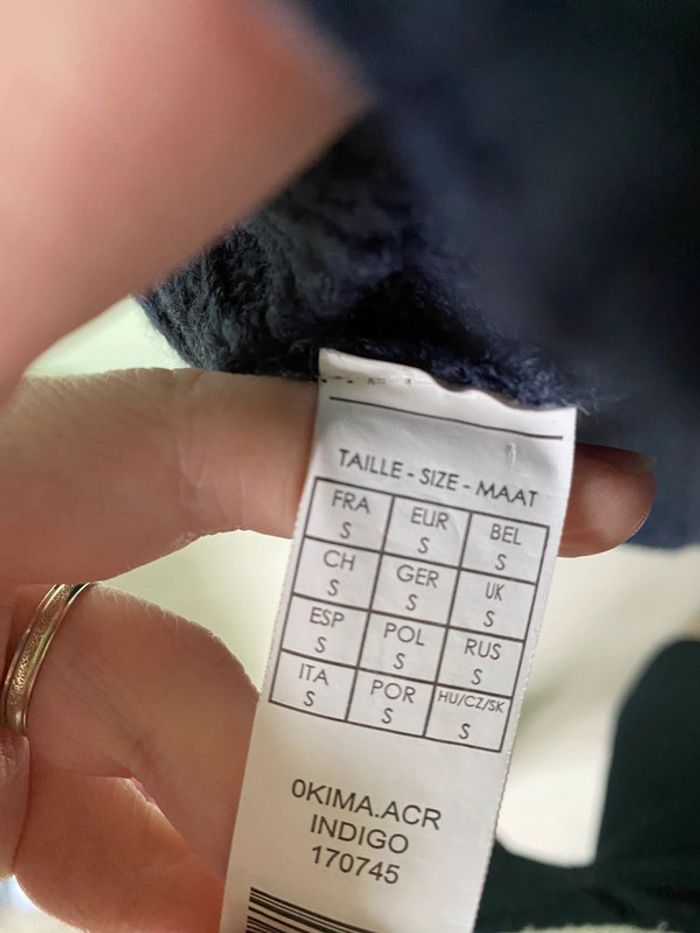 TAILLE - SIZE - MAAT
FRA EUR BEL
S S S
CH GER UK
S S S
ESP POL RUS
S S S
ITA POR HU/CZ/SK
S S S
0KIMA.ACR
INDIGO
170745